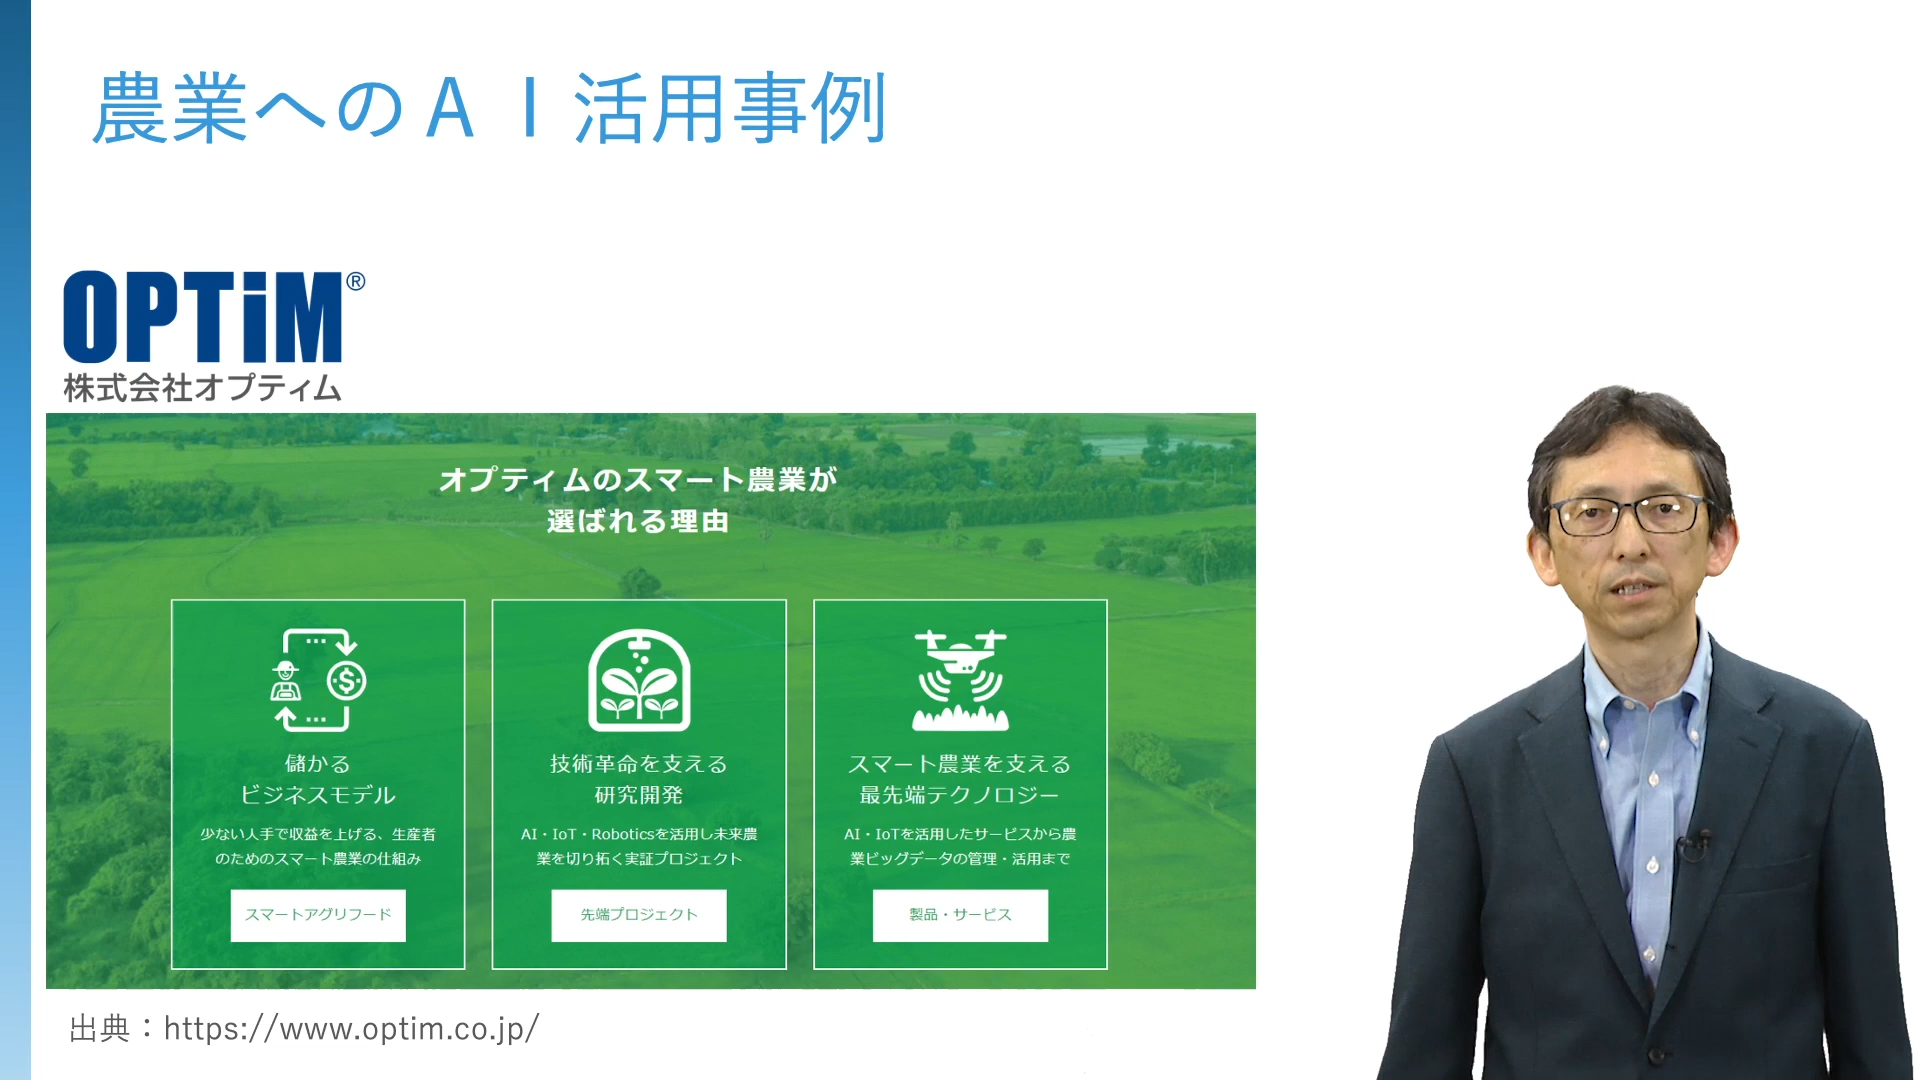 農業へのＡＩ活用事例
OPTiM®
株式会社オプティム
オプティムのスマート農業が
選ばれる理由
儲かる
ビジネスモデル
少ない人手で収益を上げる、生産者
のためのスマート農業の仕組み
スマートアグリフード
技術革命を支える
研究開発
AI・IoT・Roboticsを活用し未来農
業を切り拓く実証プロジェクト
先端プロジェクト
スマート農業を支える
最先端テクノロジー
AI・IoTを活用したサービスから農
業ビッグデータの管理・活用まで
製品・サービス
出典：https://www.optim.co.jp/